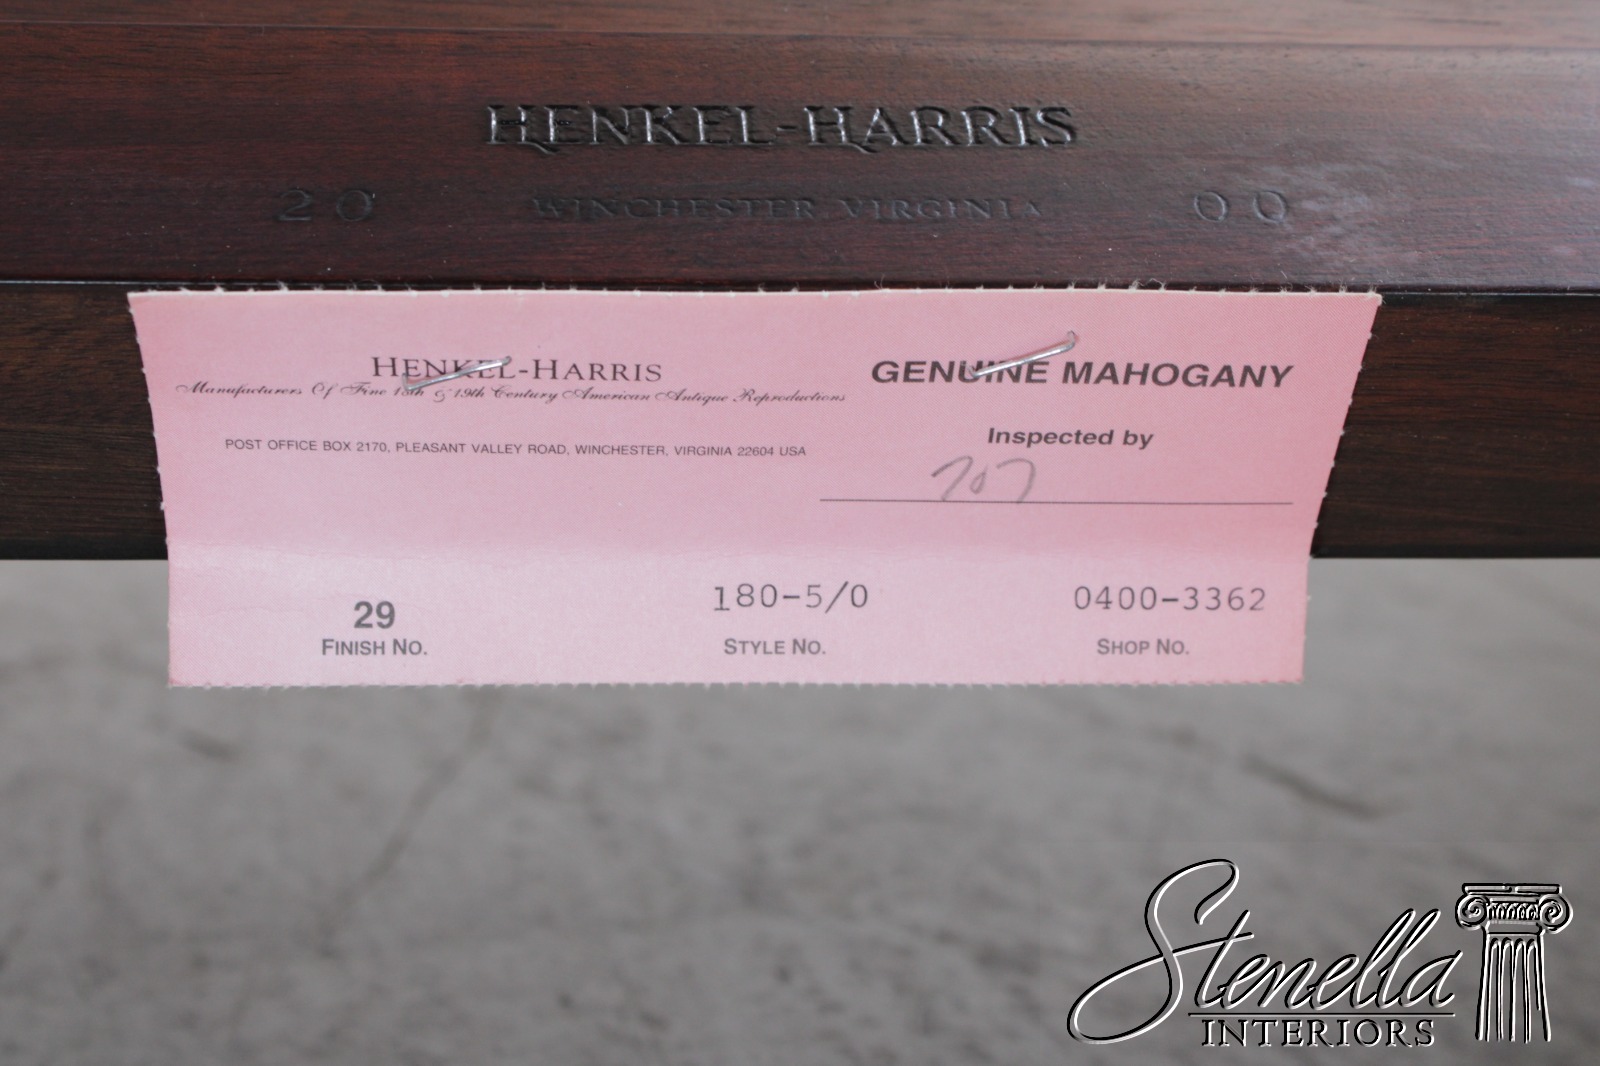 HENKEL-HARRIS
20 WINCHESTER VIRGINIA 00
HENKEL-HARRIS
Manufacturers Of Fine 18th & 19th Century American Antique Reproductions
POST OFFICE BOX 2170, PLEASANT VALLEY ROAD, WINCHESTER, VIRGINIA 22604 USA
GENUINE MAHOGANY
Inspected by
707
29
FINISH NO.
180-5/0
STYLE NO.
0400-3362
SHOP NO.
Stenella
INTERIORS